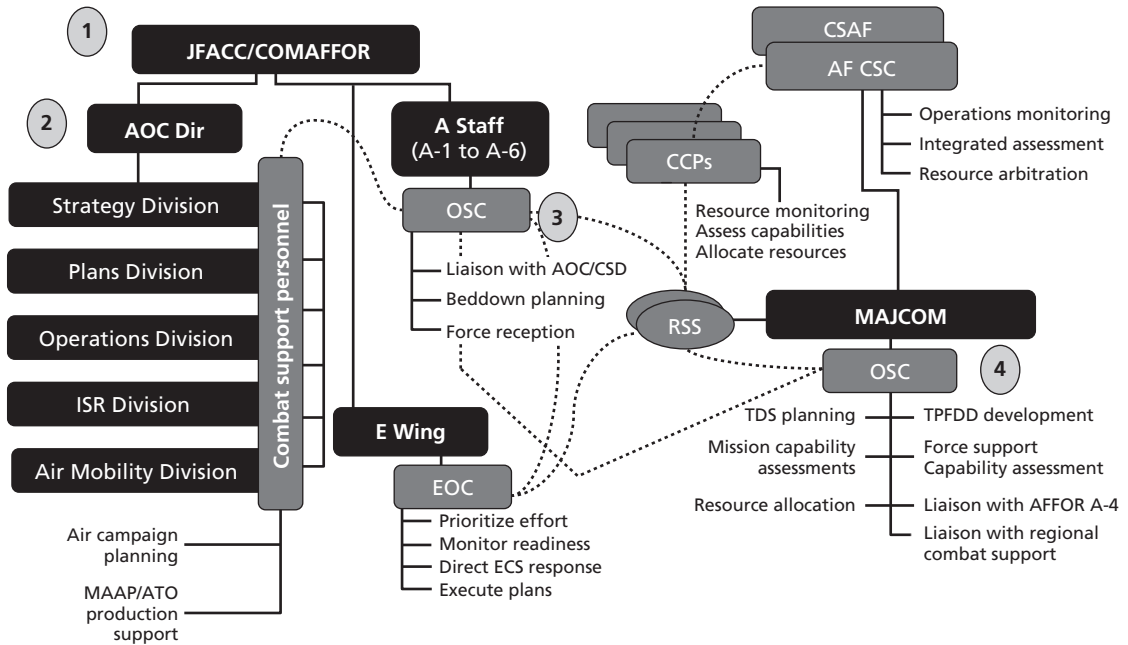 1
JFACC/COMAFFOR
2
AOC Dir
A Staff
(A-1 to A-6)
Strategy Division
Plans Division
Operations Division
ISR Division
Air Mobility Division
Combat support personnel
Air campaign
planning
MAAP/ATO
production
support
OSC
3
Liaison with AOC/CSD
Beddown planning
Force reception
E Wing
EOC
Prioritize effort
Monitor readiness
Direct ECS response
Execute plans
CSAF
AF CSC
Operations monitoring
Integrated assessment
Resource arbitration
CCPs
Resource monitoring
Assess capabilities
Allocate resources
RSS
MAJCOM
OSC
4
TDS planning
Mission capability
assessments
Resource allocation
TPFDD development
Force support
Capability assessment
Liaison with AFFOR A-4
Liaison with regional
combat support